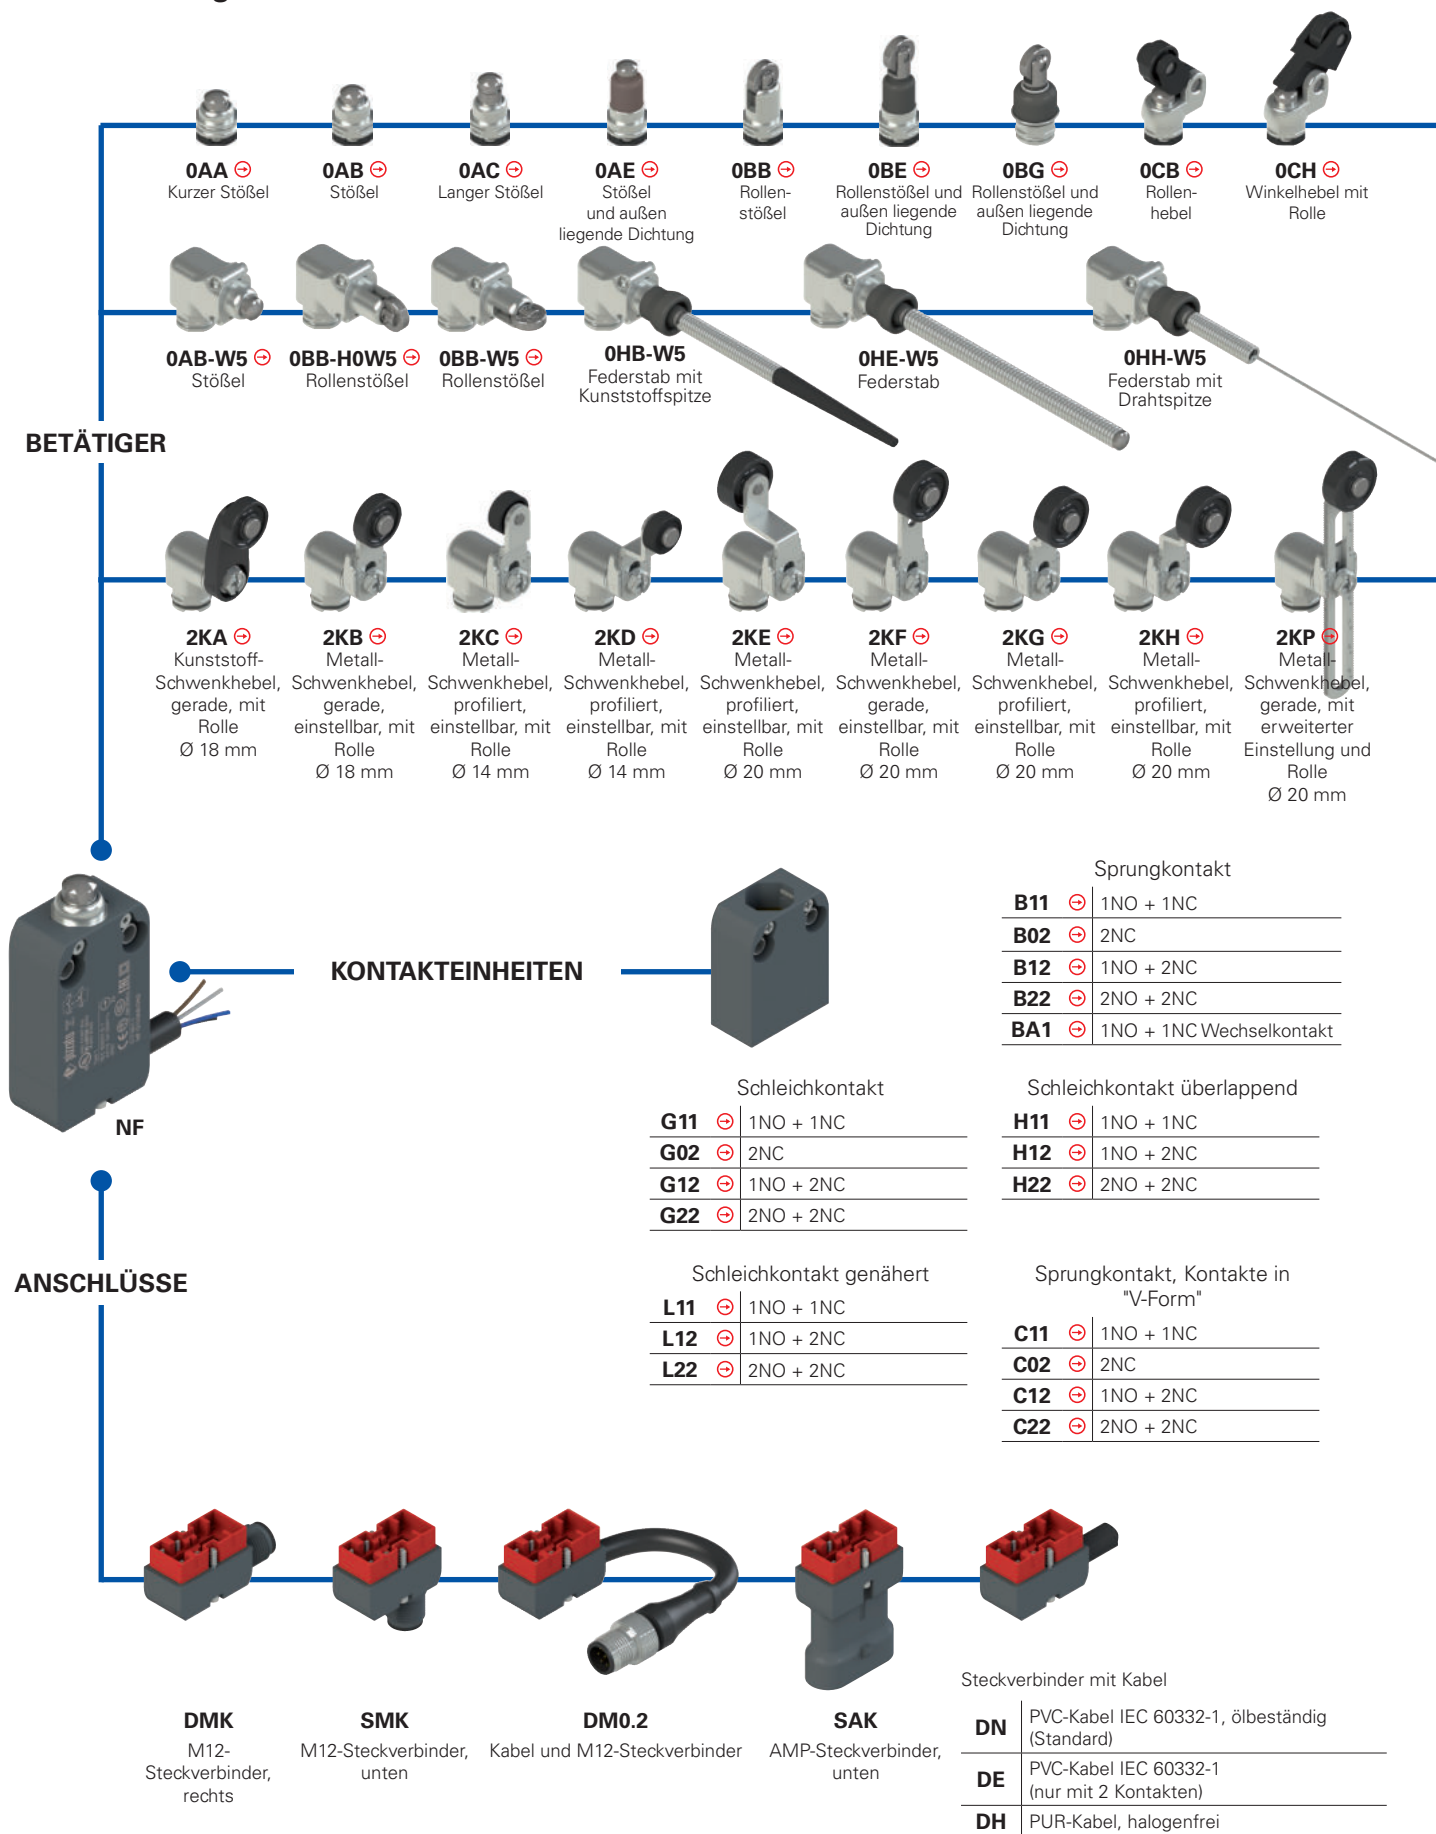 0AA
Kurzer Stößel
0AB
Stößel
0AC
Langer Stößel
0AE
Stößel
und außen
liegende Dichtung
0BB
Rollen-
stößel
0BE
Rollenstößel und
außen liegende
Dichtung
0BG
Rollenstößel und
außen liegende
Dichtung
0CB
Rollen-
hebel
0CH
Winkelhebel mit
Rolle
0AB-W5
Stößel
0BB-H0W5
Rollenstößel
0BB-W5
Rollenstößel
0HB-W5
Federstab mit
Kunststoffspitze
0HE-W5
Federstab
0HH-W5
Federstab mit
Drahtspitze
BETÄTIGER
2KA
Kunststoff-
Schwenkhebel,
gerade, mit
Rolle
Ø 18 mm
2KB
Metall-
Schwenkhebel,
gerade,
einstellbar, mit
Rolle
Ø 18 mm
2KC
Metall-
Schwenkhebel,
profiliert,
einstellbar, mit
Rolle
Ø 14 mm
2KD
Metall-
Schwenkhebel,
profiliert,
einstellbar, mit
Rolle
Ø 14 mm
2KE
Metall-
Schwenkhebel,
profiliert,
einstellbar, mit
Rolle
Ø 20 mm
2KF
Metall-
Schwenkhebel,
gerade,
einstellbar, mit
Rolle
Ø 20 mm
2KG
Metall-
Schwenkhebel,
profiliert,
einstellbar, mit
Rolle
Ø 20 mm
2KH
Metall-
Schwenkhebel,
profiliert,
einstellbar, mit
Rolle
Ø 20 mm
2KP
Metall-
Schwenkhebel,
gerade, mit
erweiterter
Einstellung und
Rolle
Ø 20 mm
NF
KONTAKTEINHEITEN
Sprungkontakt
B11 1NO + 1NC
B02 2NC
B12 1NO + 2NC
B22 2NO + 2NC
BA1 1NO + 1NC Wechselkontakt
Schleichkontakt
G11 1NO + 1NC
G02 2NC
G12 1NO + 2NC
G22 2NO + 2NC
Schleichkontakt überlappend
H11 1NO + 1NC
H12 1NO + 2NC
H22 2NO + 2NC
Schleichkontakt genähert
L11 1NO + 1NC
L12 1NO + 2NC
L22 2NO + 2NC
Sprungkontakt, Kontakte in
"V-Form"
C11 1NO + 1NC
C02 2NC
C12 1NO + 2NC
C22 2NO + 2NC
ANSCHLÜSSE
DMK
M12-
Steckverbinder,
rechts
SMK
M12-Steckverbinder,
unten
DM0.2
Kabel und M12-Steckverbinder
SAK
AMP-Steckverbinder,
unten
Steckverbinder mit Kabel
DN PVC-Kabel IEC 60332-1, ölbeständig
(Standard)
DE PVC-Kabel IEC 60332-1
(nur mit 2 Kontakten)
DH PUR-Kabel, halogenfrei